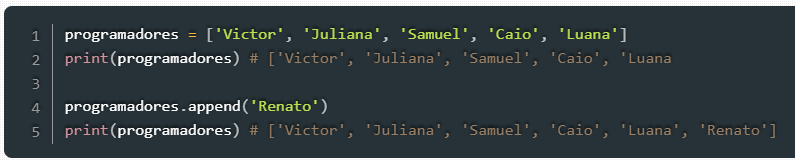 1 programadores = ['Victor', 'Juliana', 'Samuel', 'Caio', 'Luana']
2 print(programadores) # ['Victor', 'Juliana', 'Samuel', 'Caio', 'Luana
3
4 programadores.append('Renato')
5 print(programadores) # ['Victor', 'Juliana', 'Samuel', 'Caio', 'Luana', 'Renato']